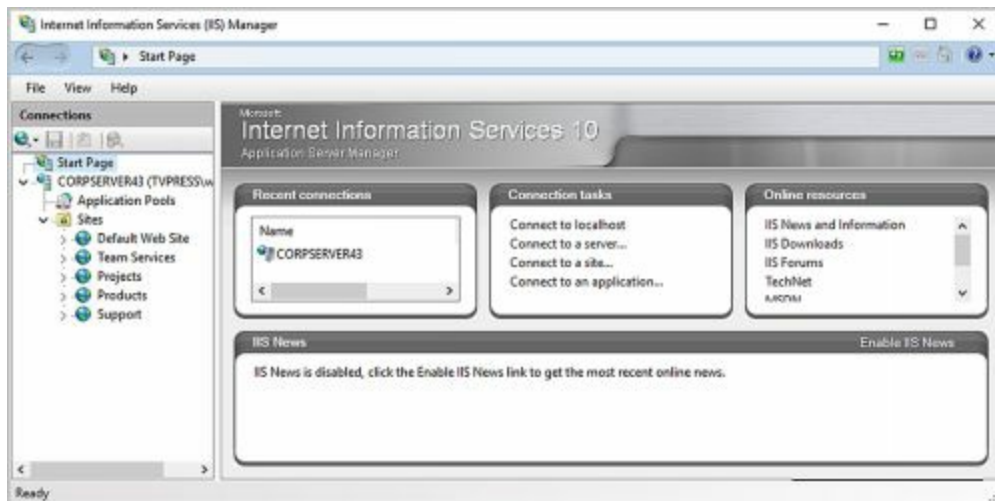 Internet Information Services (IIS) Manager
Start Page
File View Help
Connections
Start Page
CORPSERVER43 (TVPRESS\w
Application Pools
Sites
Default Web Site
Team Services
Projects
Products
Support
Microsoft
Internet Information Services 10
Application Server Manager
Recent connections
Name
CORPSERVER43
Connection tasks
Connect to localhost
Connect to a server...
Connect to a site...
Connect to an application...
Online resources
IIS News and Information
IIS Downloads
IIS Forums
TechNet
MSDN
IIS News
Enable IIS News
IIS News is disabled, click the Enable IIS News link to get the most recent online news.
Ready